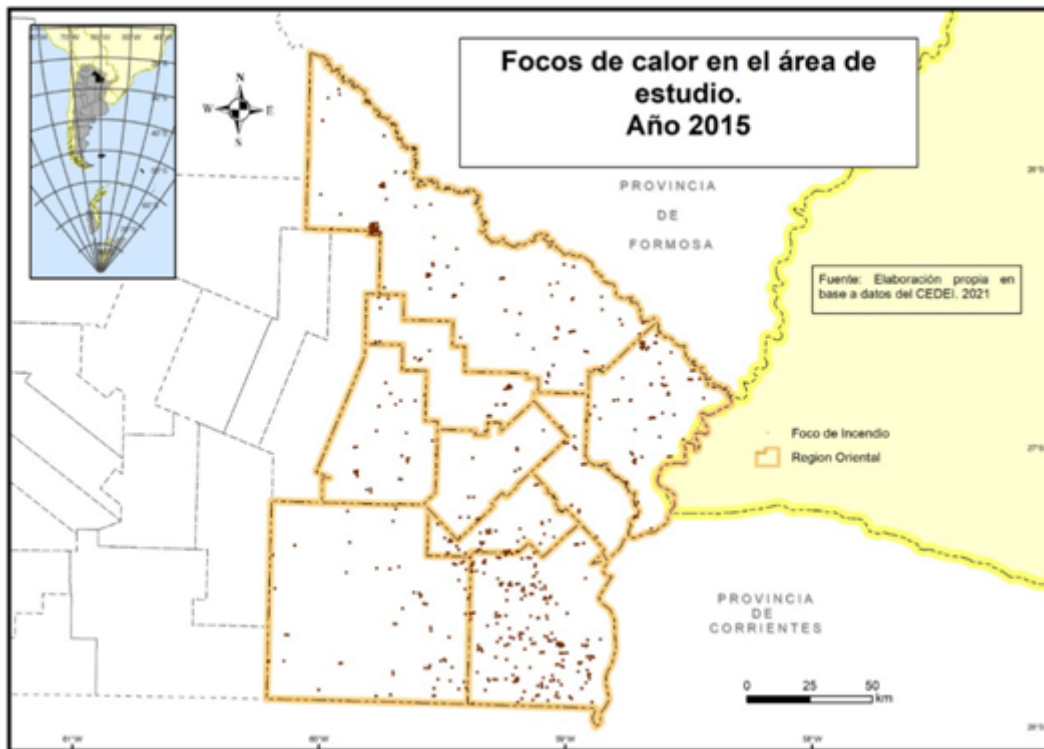 Focos de calor en el área de
estudio.
Año 2015
N
W
E
S
PROVINCIA
DE
FORMOSA
Fuente: Elaboración propia en
base a datos del CEDEI. 2021
Foco de Incendio
Region Oriental
PROVINCIA
DE
CORRIENTES
0 25 50
km
61°W 60°W 59°W 58°W